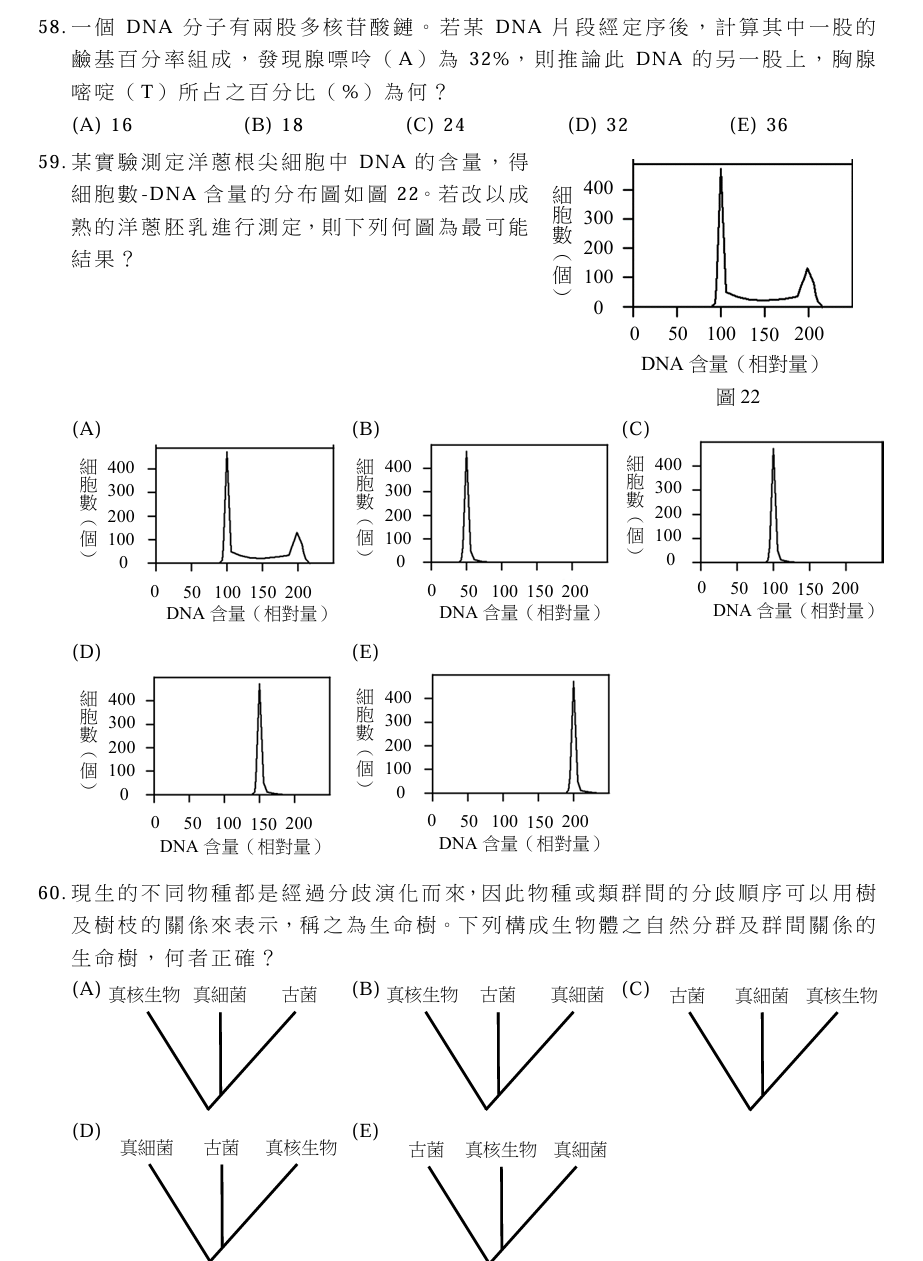 58. 一個 DNA 分子有兩股多核苷酸鏈。若某 DNA 片段經定序後，計算其中一股的
鹼基百分率組成，發現腺嘌呤（A）為 32%，則推論此 DNA 的另一股上，胸腺
嘧啶（T）所占之百分比（%）為何？
(A) 16 (B) 18 (C) 24 (D) 32 (E) 36
59. 某實驗測定洋蔥根尖細胞中 DNA 的含量，得
細胞數-DNA 含量的分布圖如圖 22。若改以成
熟的洋蔥胚乳進行測定，則下列何圖為最可能
結果？
細胞數（個）
400
300
200
100
0
0 50 100 150 200
DNA 含量（相對量）
圖 22
(A)
細胞數（個）
400
300
200
100
0
0 50 100 150 200
DNA 含量（相對量）
(B)
細胞數（個）
400
300
200
100
0
0 50 100 150 200
DNA 含量（相對量）
(C)
細胞數（個）
400
300
200
100
0
0 50 100 150 200
DNA 含量（相對量）
(D)
細胞數（個）
400
300
200
100
0
0 50 100 150 200
DNA 含量（相對量）
(E)
細胞數（個）
400
300
200
100
0
0 50 100 150 200
DNA 含量（相對量）
60. 現生的不同物種都是經過分歧演化而來，因此物種或類群間的分歧順序可以用樹
及樹枝的關係來表示，稱之為生命樹。下列構成生物體之自然分群及群間關係的
生命樹，何者正確？
(A) 真核生物 真細菌 古菌
(B) 真核生物 古菌 真細菌
(C) 古菌 真細菌 真核生物
(D) 真細菌 古菌 真核生物
(E) 古菌 真核生物 真細菌